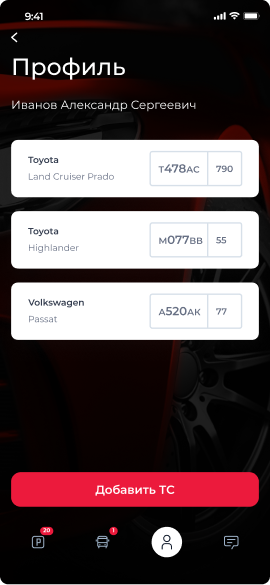 9:41
Профиль
Иванов Александр Сергеевич
Toyota
Land Cruiser Prado
Т478АС 790
Toyota
Highlander
М077ВВ 55
Volkswagen
Passat
А520АК 77
Добавить ТС
20
1
P